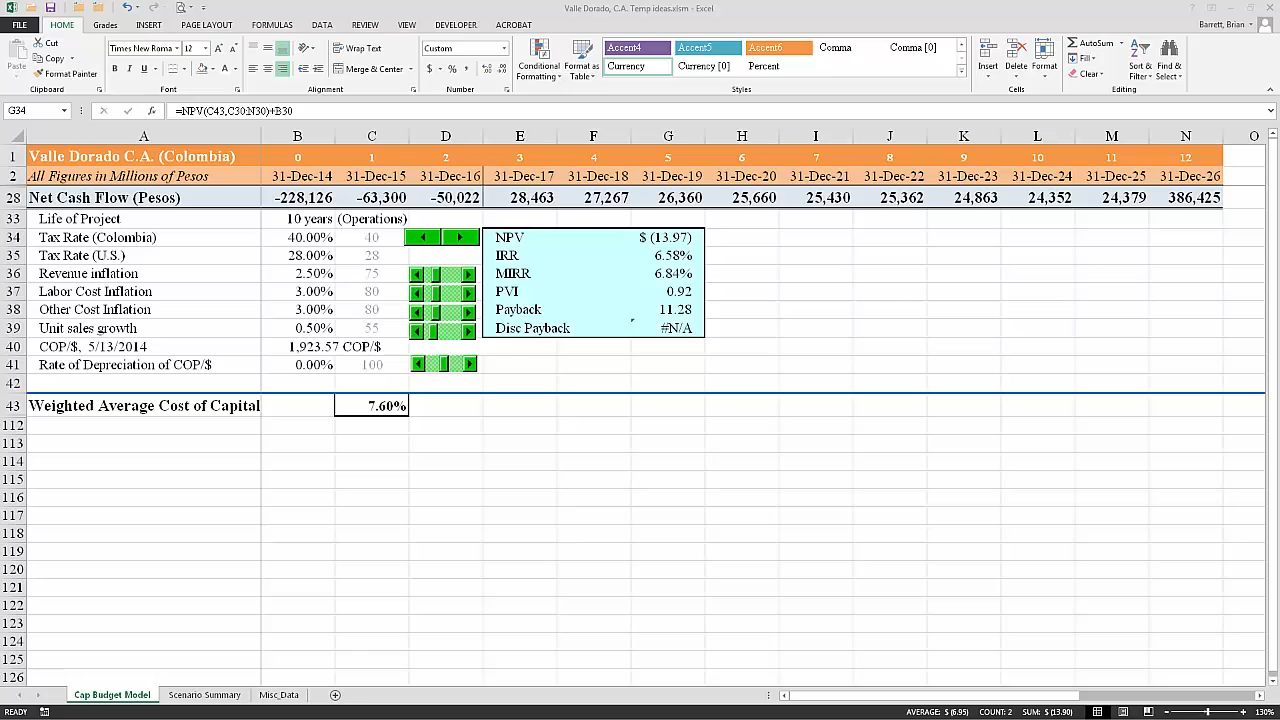 Valle Dorado, C.A. Temp ideas.xlsm - Excel
FILE HOME Grades INSERT PAGE LAYOUT FORMULAS DATA REVIEW VIEW DEVELOPER ACROBAT Barrett, Brian
Cut Times New Roma 12 Wrap Text Custom Accent4 Accent5 Accent6 Comma Comma [0] AutoSum
Copy
Paste Format Painter B I U Merge & Center $ % , Conditional Formatting Format as Table Currency Currency [0] Percent Insert Delete Format Fill Clear Sort & Filter Find & Select
Clipboard Font Alignment Number Styles Cells Editing
G34 fx =NPV(C43,C30:N30)+B30
A B C D E F G H I J K L M N O
1 Valle Dorado C.A. (Colombia) 0 1 2 3 4 5 6 7 8 9 10 11 12
2 All Figures in Millions of Pesos 31-Dec-14 31-Dec-15 31-Dec-16 31-Dec-17 31-Dec-18 31-Dec-19 31-Dec-20 31-Dec-21 31-Dec-22 31-Dec-23 31-Dec-24 31-Dec-25 31-Dec-26
28 Net Cash Flow (Pesos) -228,126 -63,300 -50,022 28,463 27,267 26,360 25,660 25,430 25,362 24,863 24,352 24,379 386,425
33 Life of Project 10 years (Operations)
34 Tax Rate (Colombia) 40.00% 40 NPV $ (13.97)
35 Tax Rate (U.S.) 28.00% 28 IRR 6.58%
36 Revenue inflation 2.50% 75 MIRR 6.84%
37 Labor Cost Inflation 3.00% 80 PVI 0.92
38 Other Cost Inflation 3.00% 80 Payback 11.28
39 Unit sales growth 0.50% 55 Disc Payback #N/A
40 COP/$, 5/13/2014 1,923.57 COP/$
41 Rate of Depreciation of COP/$ 0.00% 100
42
43 Weighted Average Cost of Capital 7.60%
112
113
114
115
116
117
118
119
120
121
122
123
124
125
126
Cap Budget Model Scenario Summary Misc_Data
READY AVERAGE: $ (6.95) COUNT: 2 SUM: $ (13.90) 130%